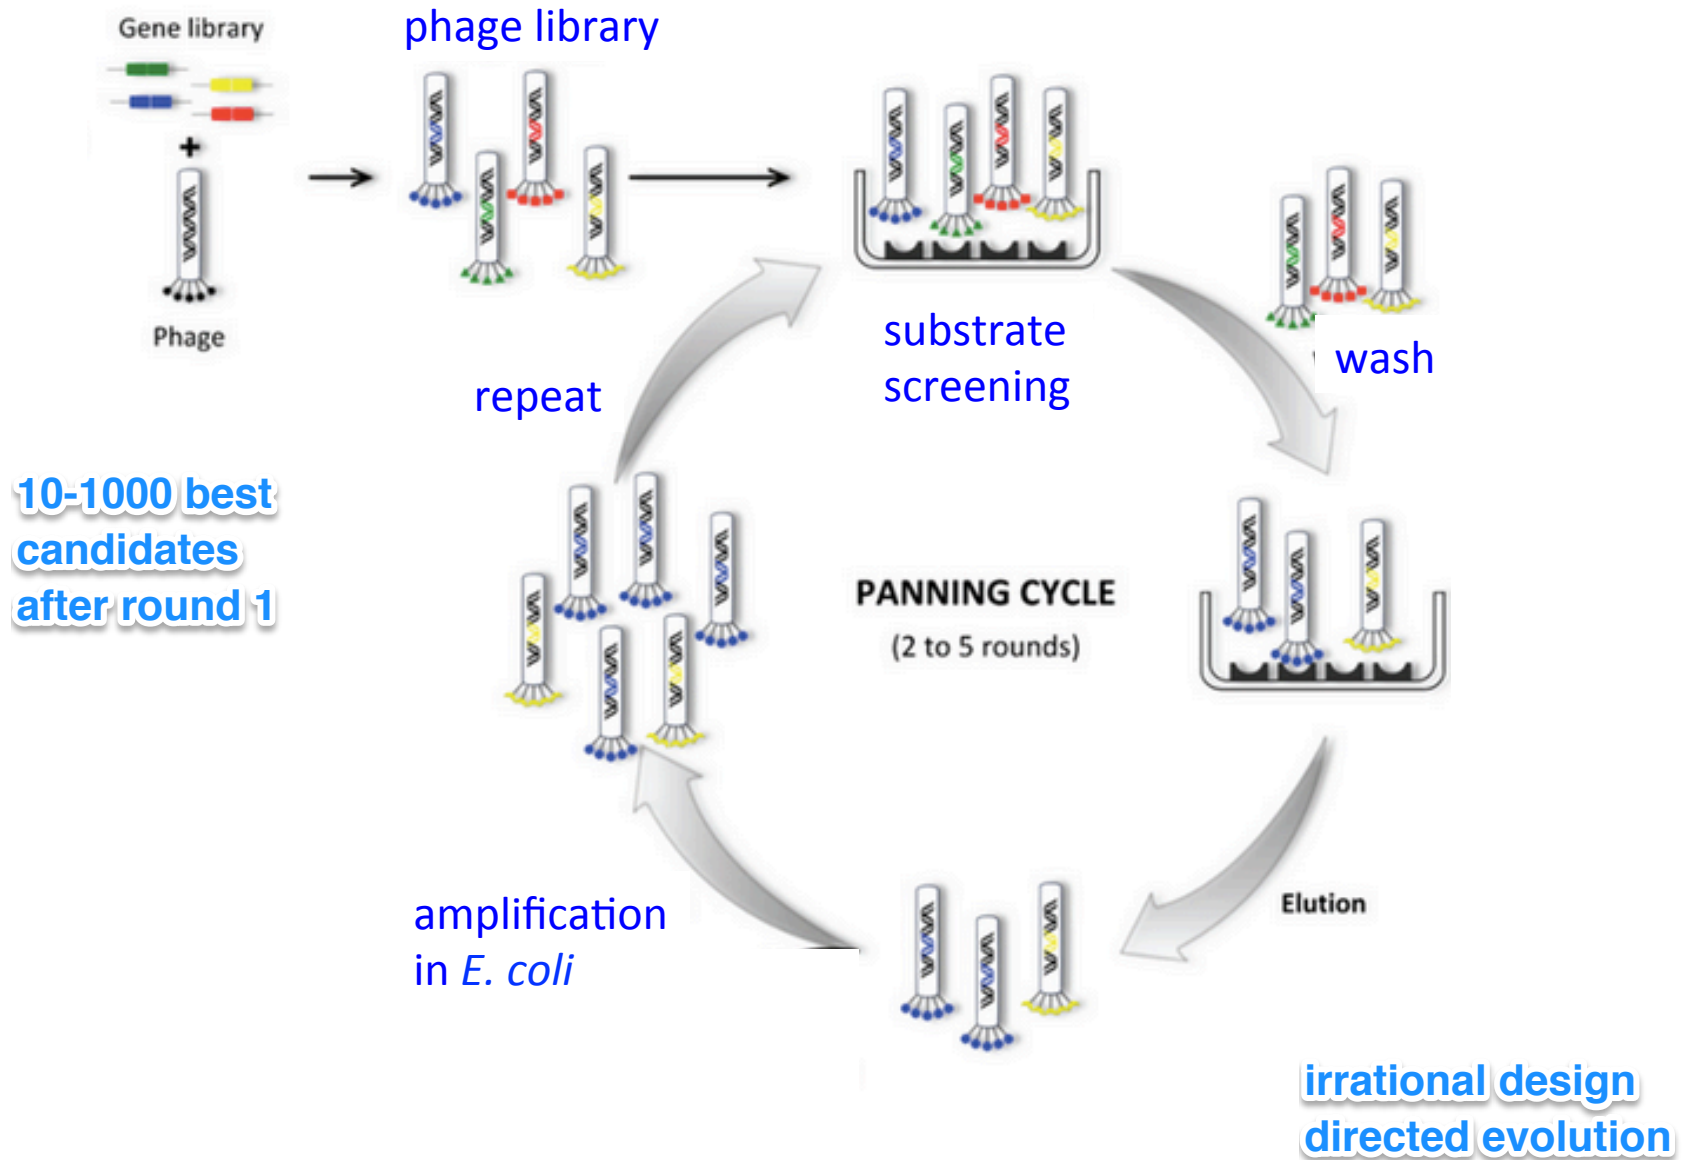 Gene library
phage library
+
Phage
substrate
screening
wash
repeat
10-1000 best
candidates
after round 1
PANNING CYCLE
(2 to 5 rounds)
amplification
in E. coli
Elution
irrational design
directed evolution